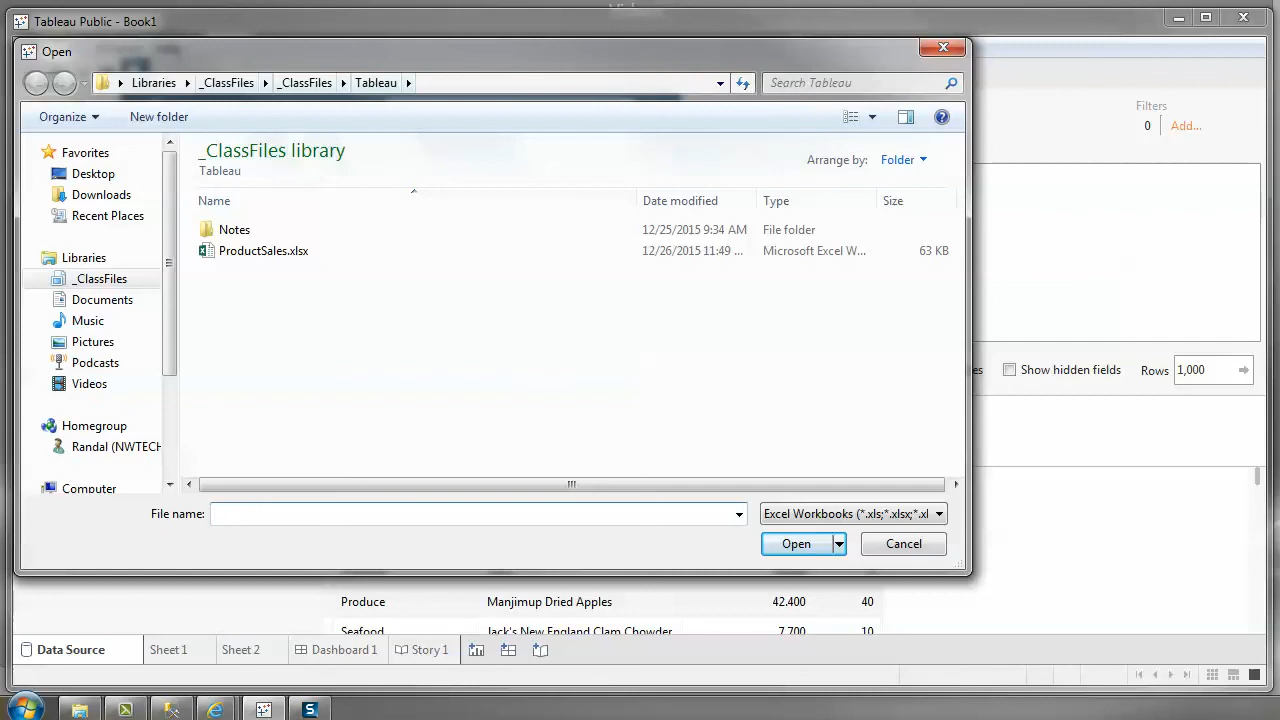 Tableau Public - Book1
Open
Libraries _ClassFiles _ClassFiles Tableau
Search Tableau
Organize
New folder
Filters
0 Add...
Favorites
Desktop
Downloads
Recent Places
Libraries
_ClassFiles
Documents
Music
Pictures
Podcasts
Videos
Homegroup
Randal (NWTECH
Computer
_ClassFiles library
Tableau
Arrange by: Folder
Name Date modified Type Size
Notes 12/25/2015 9:34 AM File folder
ProductSales.xlsx 12/26/2015 11:49 ... Microsoft Excel W... 63 KB
Show hidden fields Rows 1,000
File name:
Excel Workbooks (*.xls;*.xlsx;*.xl
Open
Cancel
Produce Manjimup Dried Apples 42.400 40
Seafood Jack's New England Clam Chowder 7.700 10
Data Source Sheet 1 Sheet 2 Dashboard 1 Story 1